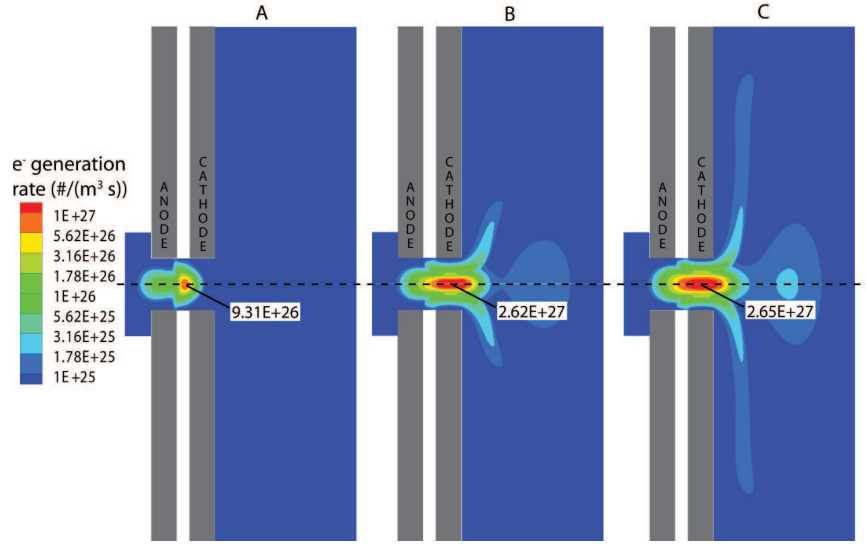 A
B
C
e⁻ generation
rate (#/(m³ s))
1E+27
5.62E+26
3.16E+26
1.78E+26
1E+26
5.62E+25
3.16E+25
1.78E+25
1E+25
ANODE
CATHODE
9.31E+26
ANODE
CATHODE
2.62E+27
ANODE
CATHODE
2.65E+27